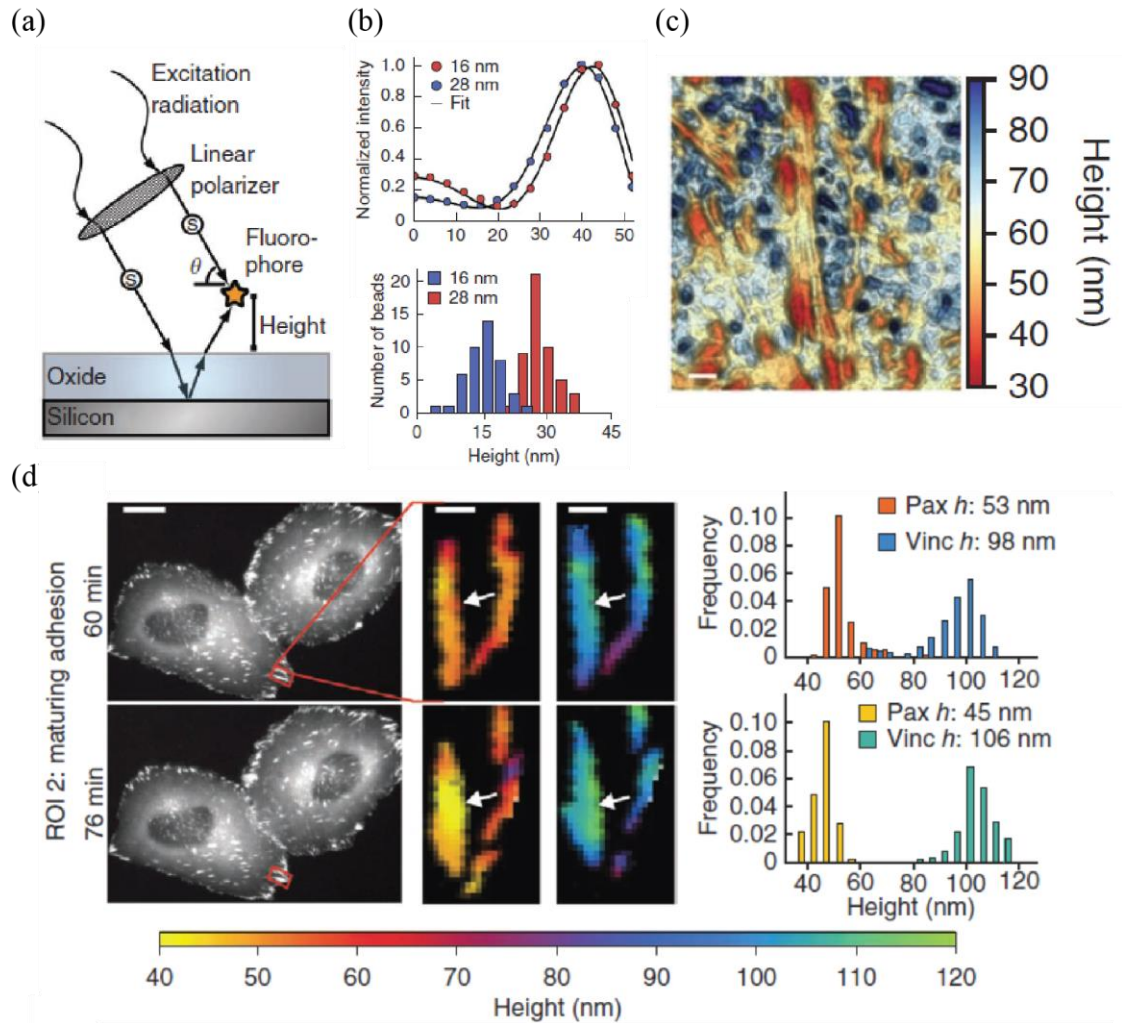 (a)
Excitation
radiation
Linear
polarizer
S
S
θ
Fluoro-
phore
Height
Oxide
Silicon
(b)
Normalized intensity
1.0
0.8
0.6
0.4
0.2
0
16 nm
28 nm
Fit
0 10 20 30 40 50
Number of beads
20
15
10
5
0
16 nm
28 nm
0 15 30 45
Height (nm)
(c)
90
80
70
60
50
40
30
Height (nm)
(d
ROI 2: maturing adhesion
60 min
76 min
Frequency
0.10
0.08
0.06
0.04
0.02
0
Pax h: 53 nm
Vinc h: 98 nm
40 60 80 100 120
Frequency
0.10
0.08
0.06
0.04
0.02
0
Pax h: 45 nm
Vinc h: 106 nm
40 60 80 100 120
Height (nm)
40 50 60 70 80 90 100 110 120
Height (nm)